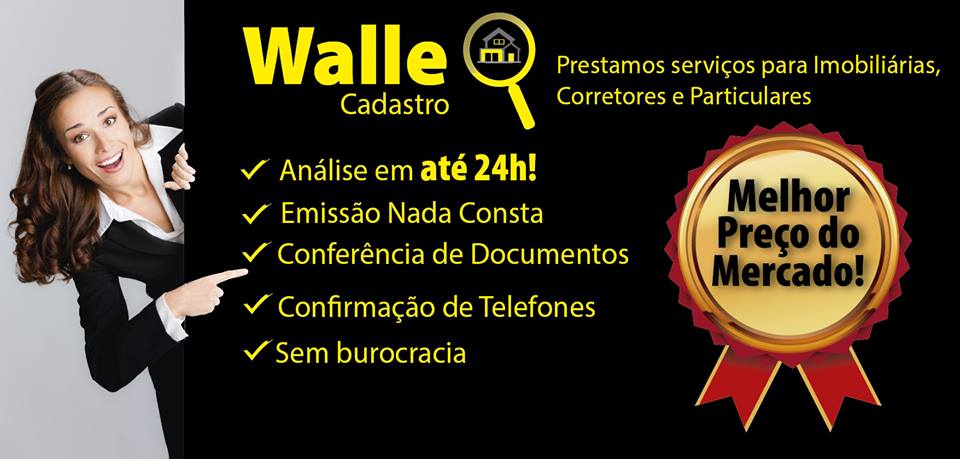 Walle
Cadastro
Prestamos serviços para Imobiliárias,
Corretores e Particulares
Análise em até 24h!
Emissão Nada Consta
Conferência de Documentos
Confirmação de Telefones
Sem burocracia
Melhor
Preço do
Mercado!